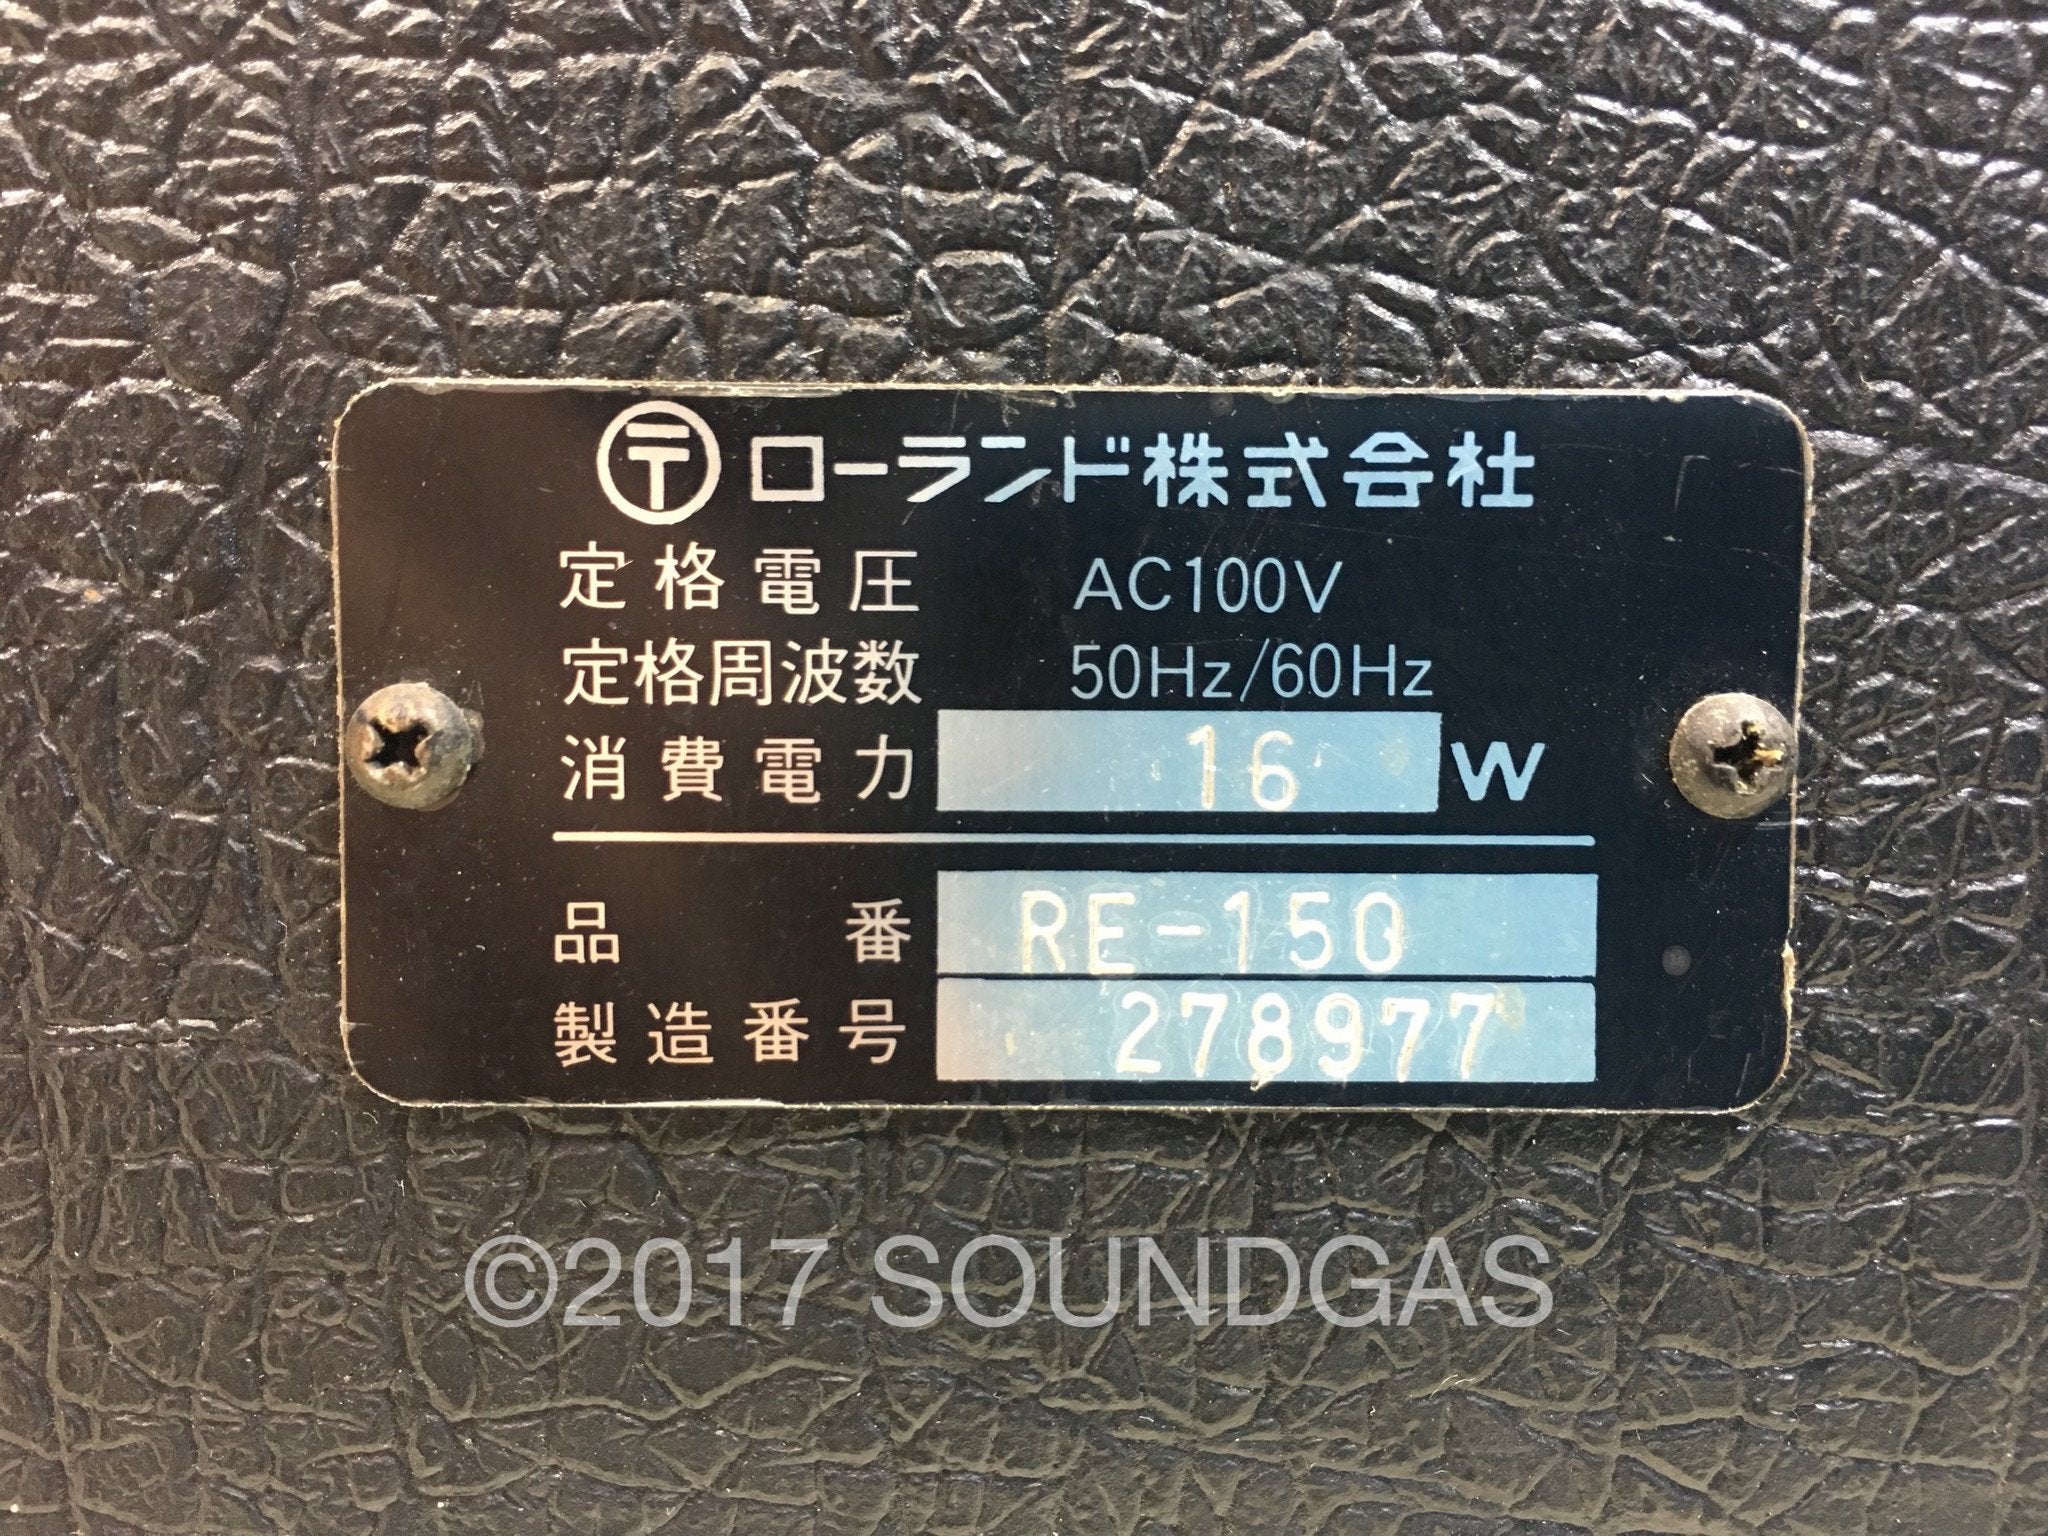 〶 ローランド株式会社
定格電圧 AC100V
定格周波数 50Hz/60Hz
消費電力 16 W
品番 RE-150
製造番号 278977
©2017 SOUNDGAS